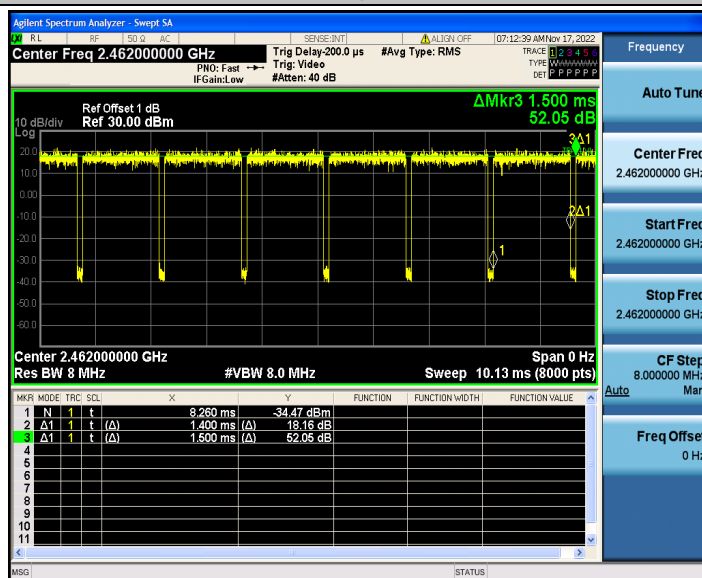 Agilent Spectrum Analyzer - Swept SA
LXI RL RF 50 Ω AC SENSE:INT ALIGN OFF 07:12:39 AM Nov 17, 2022
Center Freq 2.462000000 GHz
PNO: Fast
IFGain:Low
Trig Delay-200.0 µs
Trig: Video
#Atten: 40 dB
#Avg Type: RMS
TRACE 1 2 3 4 5 6
TYPE
DET P P P P P P
Ref Offset 1 dB
10 dB/div Ref 30.00 dBm
Log
ΔMkr3 1.500 ms
52.05 dB
20.0
10.0
0.00
-10.0
-20.0
-30.0
-40.0
-50.0
-60.0
3Δ1
2Δ1
1
Center 2.462000000 GHz Span 0 Hz
Res BW 8 MHz #VBW 8.0 MHz Sweep 10.13 ms (8000 pts)
MKR MODE TRC SCL X Y FUNCTION FUNCTION WIDTH FUNCTION VALUE
1 N 1 t 8.260 ms -34.47 dBm
2 Δ1 1 t (Δ) 1.400 ms (Δ) 18.16 dB
3 Δ1 1 t (Δ) 1.500 ms (Δ) 52.05 dB
4
5
6
7
8
9
10
11
MSG STATUS
Frequency
Auto Tune
Center Freq
2.462000000 GHz
Start Freq
2.462000000 GHz
Stop Freq
2.462000000 GHz
CF Step
8.000000 MHz
Auto Man
Freq Offset
0 Hz